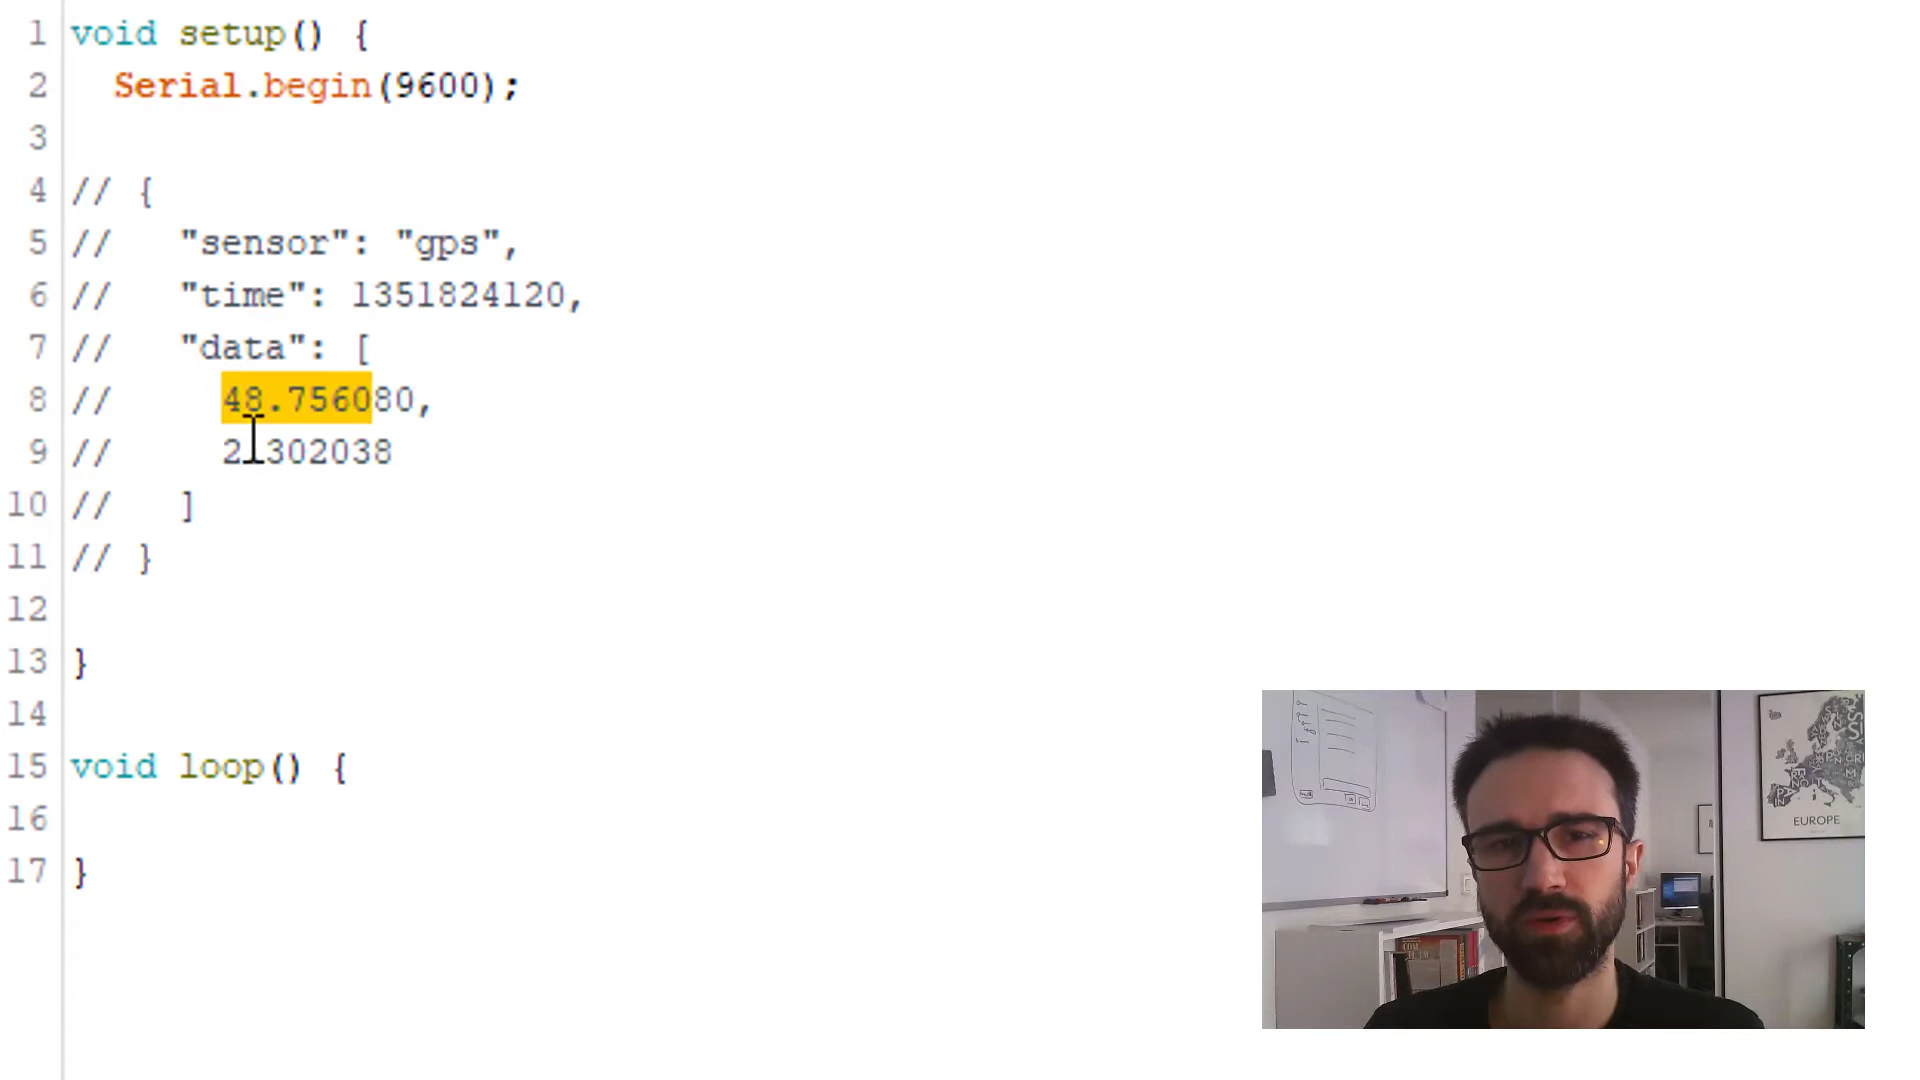 1 void setup() {
2 Serial.begin(9600);
3
4 // {
5 // "sensor": "gps",
6 // "time": 1351824120,
7 // "data": [
8 // 48.756080,
9 // 2.302038
10 // ]
11 // }
12
13 }
14
15 void loop() {
16
17 }
EUROPE